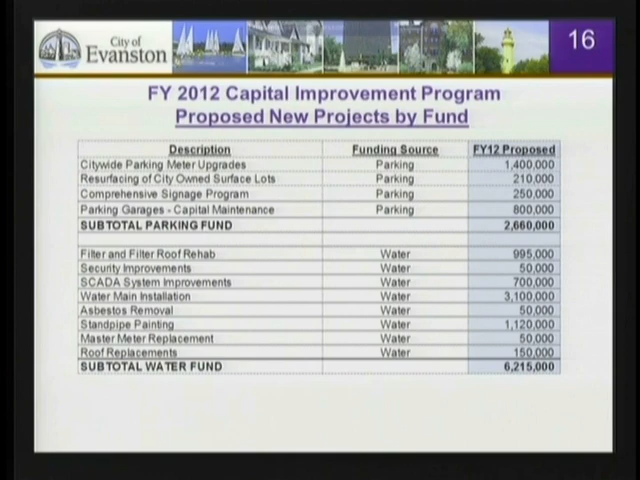 City of
Evanston
16
FY 2012 Capital Improvement Program
Proposed New Projects by Fund
Description Funding Source FY12 Proposed
Citywide Parking Meter Upgrades Parking 1,400,000
Resurfacing of City Owned Surface Lots Parking 210,000
Comprehensive Signage Program Parking 250,000
Parking Garages - Capital Maintenance Parking 800,000
SUBTOTAL PARKING FUND 2,660,000
Filter and Filter Roof Rehab Water 995,000
Security Improvements Water 50,000
SCADA System Improvements Water 700,000
Water Main Installation Water 3,100,000
Asbestos Removal Water 50,000
Standpipe Painting Water 1,120,000
Master Meter Replacement Water 50,000
Roof Replacements Water 150,000
SUBTOTAL WATER FUND 6,215,000